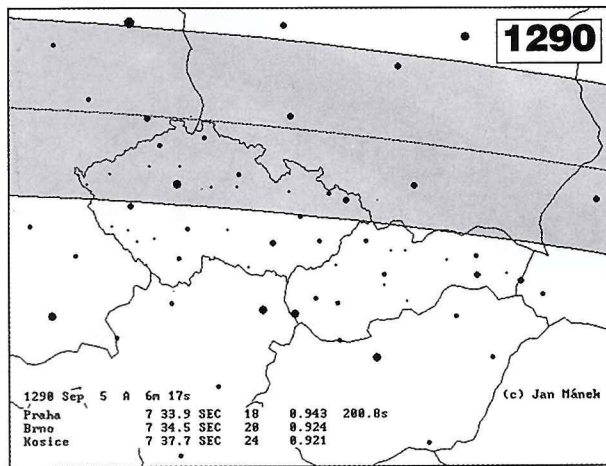 1290
1290 Sep 5 A 6m 17s
(c) Jan Mánek
Praha 7 33.9 SEC 18 0.943 200.8s
Brno 7 34.5 SEC 20 0.924
Kosice 7 37.7 SEC 24 0.921